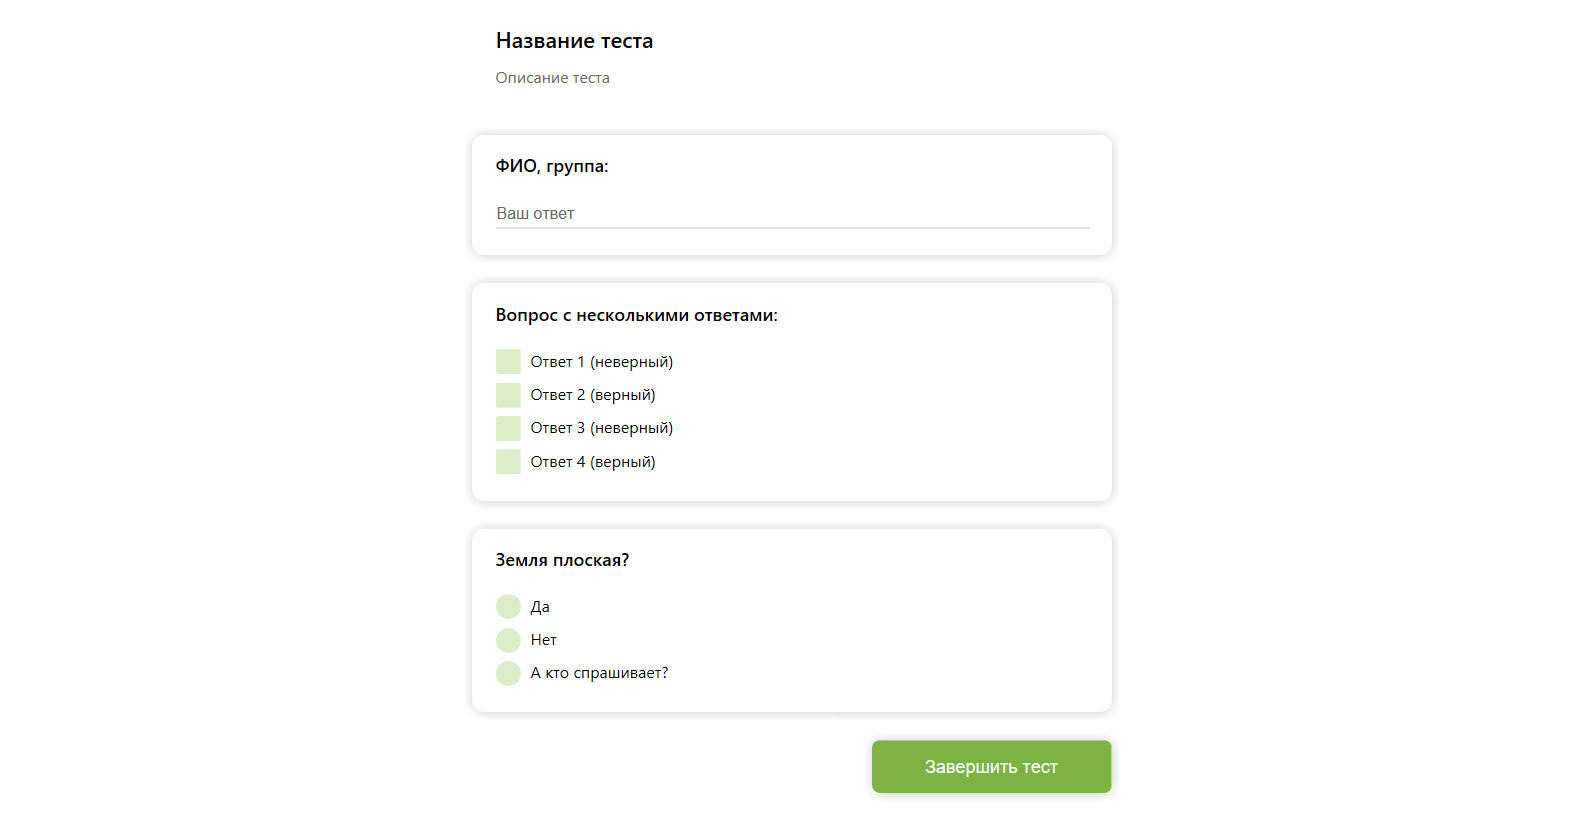 Название теста
Описание теста
ФИО, группа:
Ваш ответ
Вопрос с несколькими ответами:
Ответ 1 (неверный)
Ответ 2 (верный)
Ответ 3 (неверный)
Ответ 4 (верный)
Земля плоская?
Да
Нет
А кто спрашивает?
Завершить тест